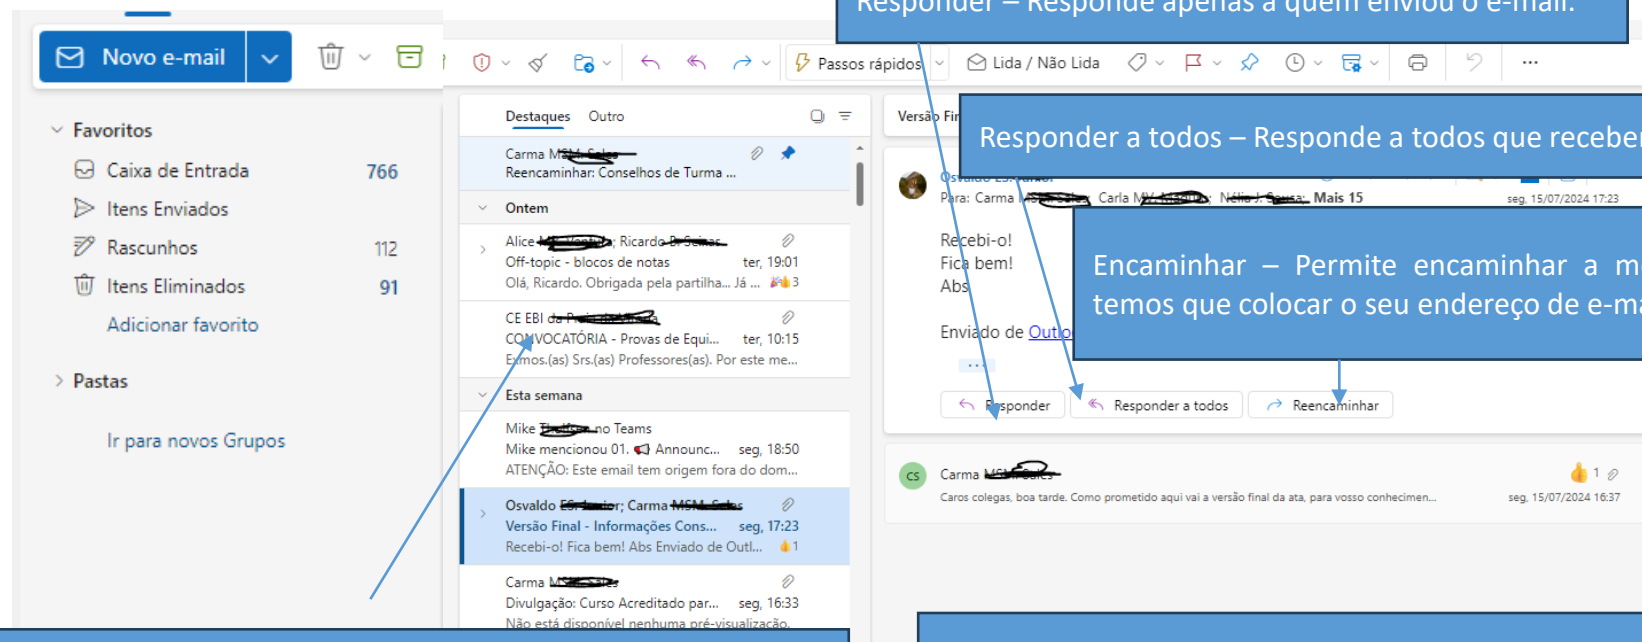 Responder – Responde apenas a quem enviou o e-mail.
Novo e-mail
Passos rápidos
Lida / Não Lida
Favoritos
Caixa de Entrada 766
Itens Enviados
Rascunhos 112
Itens Eliminados 91
Adicionar favorito
Pastas
Ir para novos Grupos
Destaques Outro
Carma
Reencaminhar: Conselhos de Turma ...
Ontem
Alice ; Ricardo
Off-topic - blocos de notas ter, 19:01
Olá, Ricardo. Obrigada pela partilha... Já ... 3
CE EBI da
CONVOCATÓRIA - Provas de Equi... ter, 10:15
Exmos.(as) Srs.(as) Professores(as). Por este me...
Esta semana
Mike no Teams
Mike mencionou 01. Announc... seg, 18:50
ATENÇÃO: Este email tem origem fora do dom...
Osvaldo ; Carma
Versão Final - Informações Cons... seg, 17:23
Recebi-o! Fica bem! Abs Enviado de Outl... 1
Carma
Divulgação: Curso Acreditado par... seg, 16:33
Não está disponível nenhuma pré-visualização.
Versão Fin
Responder a todos – Responde a todos que receber
Para: Carma ; Carla ; Nélia J. ; Mais 15 seg, 15/07/2024 17:23
Recebi-o!
Fica bem!
Abs
Encaminhar – Permite encaminhar a m
temos que colocar o seu endereço de e-ma
Enviado de Outlo
...
Responder Responder a todos Reencaminhar
CS Carma 1
Caros colegas, boa tarde. Como prometido aqui vai a versão final da ata, para vosso conhecimen... seg, 15/07/2024 16:37